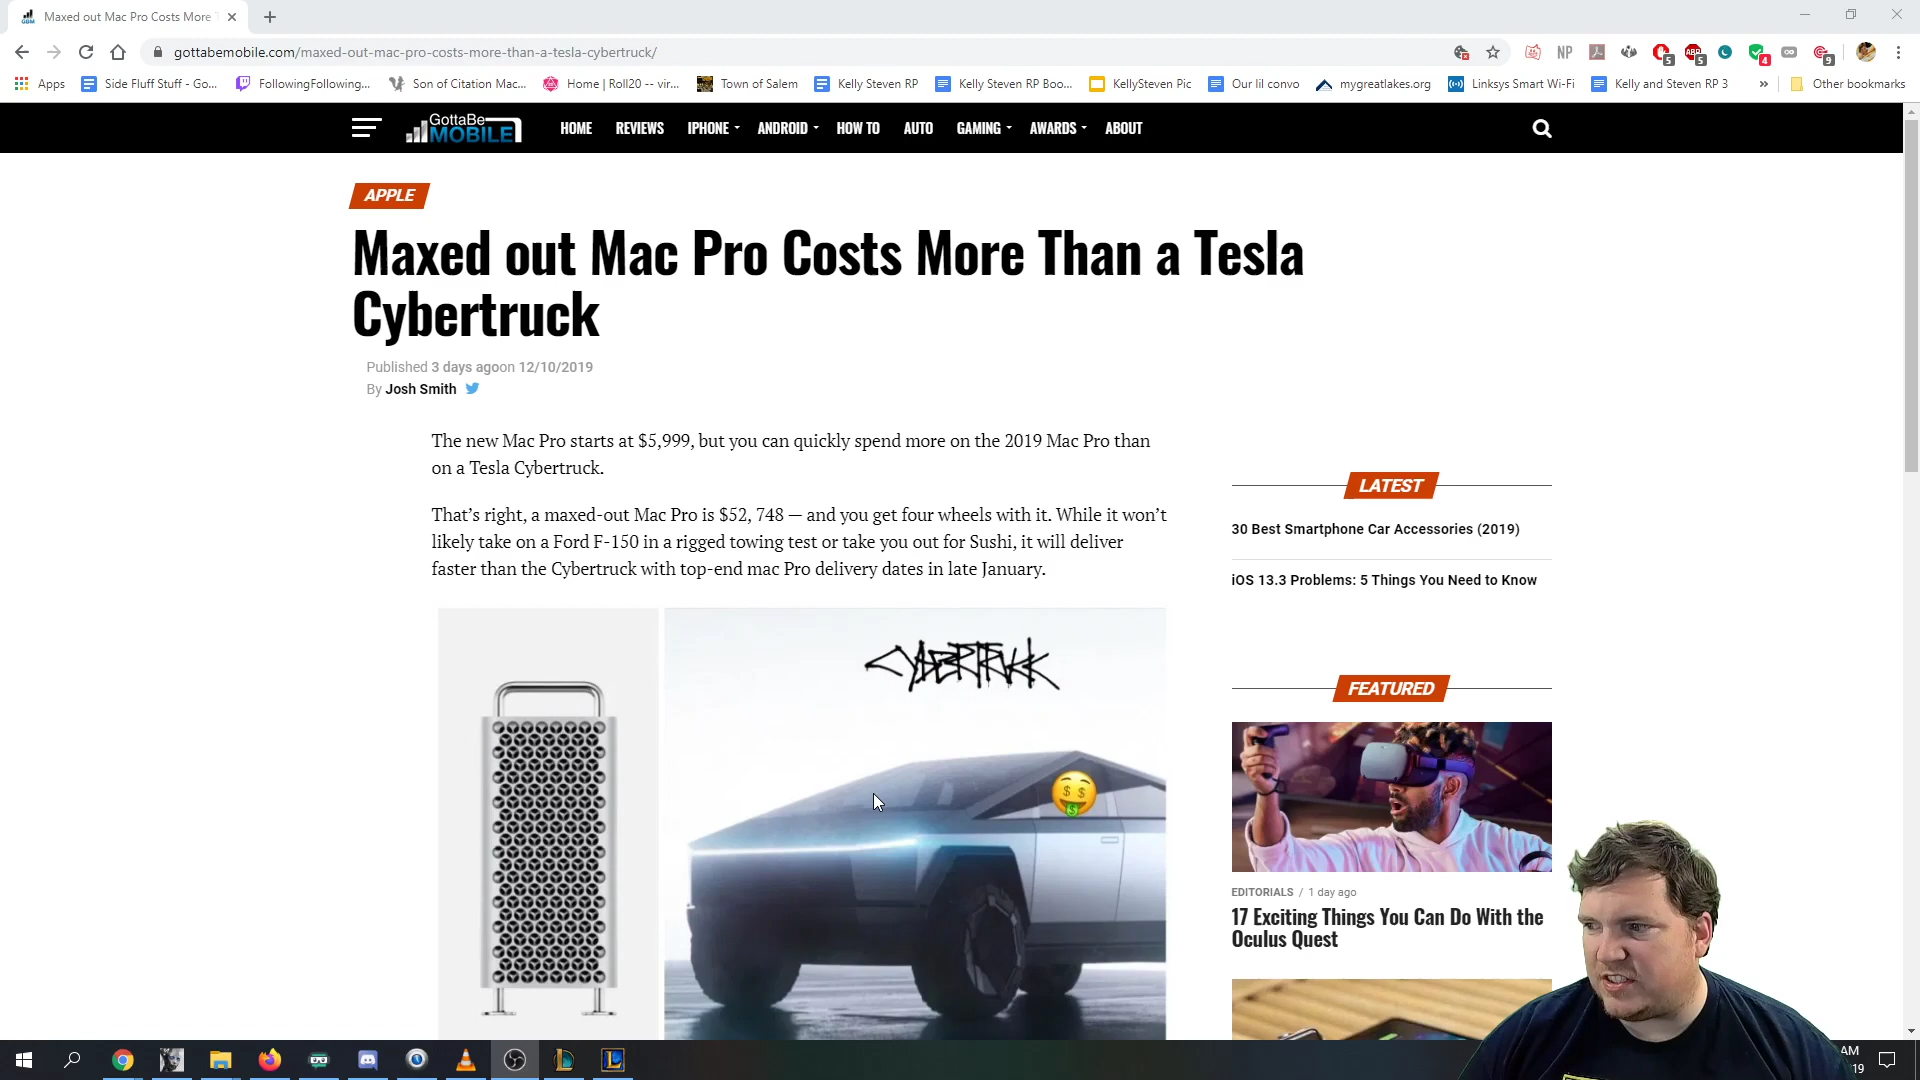 Maxed out Mac Pro Costs More T
gottabemobile.com/maxed-out-mac-pro-costs-more-than-a-tesla-cybertruck/
Apps Side Fluff Stuff - Go... FollowingFollowing... Son of Citation Mac... Home | Roll20 -- vir... Town of Salem Kelly Steven RP Kelly Steven RP Boo... KellySteven Pic Our lil convo mygreatlakes.org Linksys Smart Wi-Fi Kelly and Steven RP 3 » Other bookmarks
GottaBe MOBILE HOME REVIEWS IPHONE ANDROID HOW TO AUTO GAMING AWARDS ABOUT
APPLE
Maxed out Mac Pro Costs More Than a Tesla
Cybertruck
Published 3 days agoon 12/10/2019
By Josh Smith
The new Mac Pro starts at $5,999, but you can quickly spend more on the 2019 Mac Pro than
on a Tesla Cybertruck.
That’s right, a maxed-out Mac Pro is $52, 748 — and you get four wheels with it. While it won’t
likely take on a Ford F-150 in a rigged towing test or take you out for Sushi, it will deliver
faster than the Cybertruck with top-end mac Pro delivery dates in late January.
CYBERTRUCK
LATEST
30 Best Smartphone Car Accessories (2019)
iOS 13.3 Problems: 5 Things You Need to Know
FEATURED
EDITORIALS / 1 day ago
17 Exciting Things You Can Do With the
Oculus Quest
AM
19